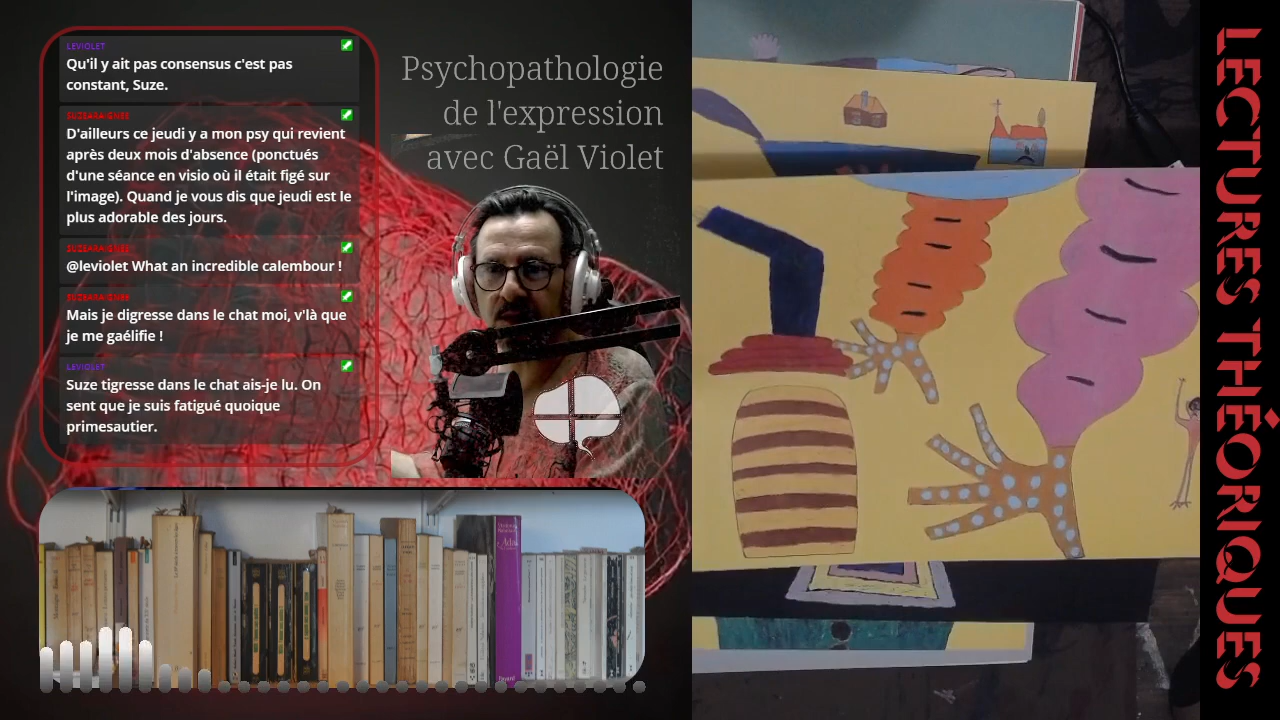 LEVIOLET
Qu'il y ait pas consensus c'est pas
constant, Suze.
SUZEARAIGNEE
D'ailleurs ce jeudi y a mon psy qui revient
après deux mois d'absence (ponctués
d'une séance en visio où il était figé sur
l'image). Quand je vous dis que jeudi est le
plus adorable des jours.
SUZEARAIGNEE
@leviolet What an incredible calembour !
SUZEARAIGNEE
Mais je digresse dans le chat moi, v'là que
je me gaélifie !
LEVIOLET
Suze tigresse dans le chat ais-je lu. On
sent que je suis fatigué quoique
primesautier.
Psychopathologie
de l'expression
avec Gaël Violet
LECTURES THÉORIQUES